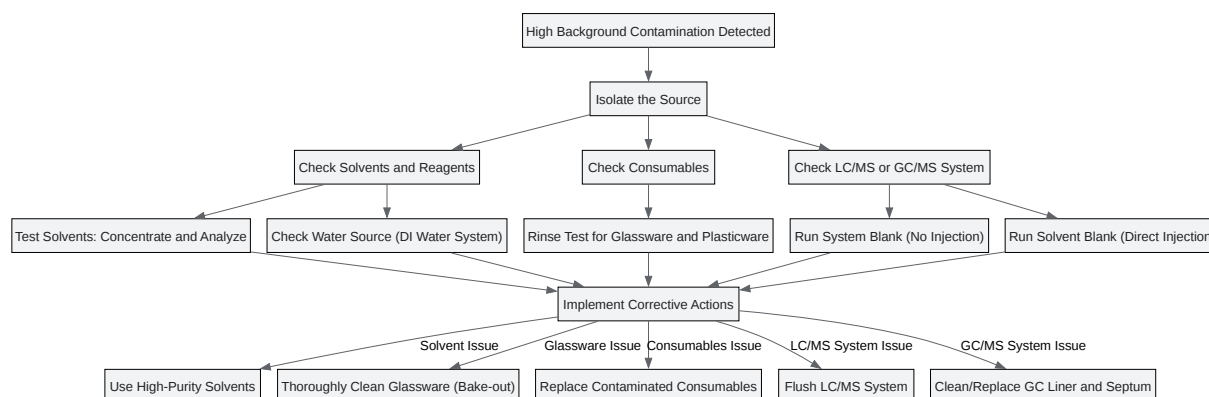 High Background Contamination Detected
Isolate the Source
Check Solvents and Reagents
Check Consumables
Check LC/MS or GC/MS System
Test Solvents: Concentrate and Analyze
Check Water Source (DI Water System)
Rinse Test for Glassware and Plasticware
Run System Blank (No Injection)
Run Solvent Blank (Direct Injection
Implement Corrective Actions
Solvent Issue
Glassware Issue
Consumables Issue
LC/MS System Issue
GC/MS System Issue
Use High-Purity Solvents
Thoroughly Clean Glassware (Bake-out)
Replace Contaminated Consumables
Flush LC/MS System
Clean/Replace GC Liner and Septum